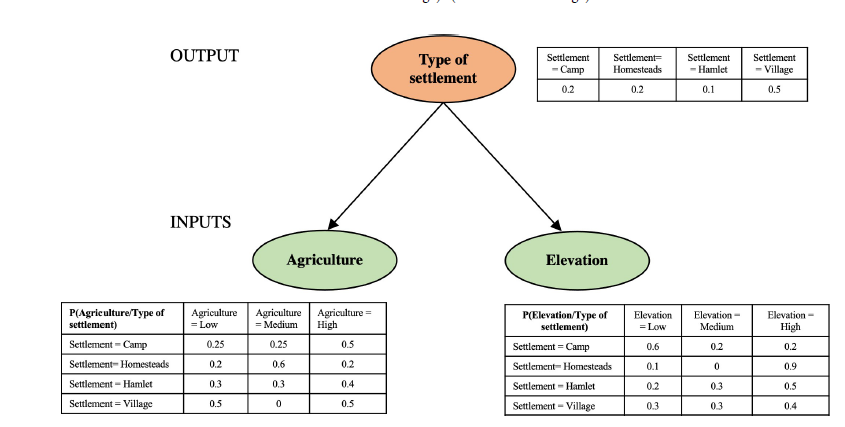 OUTPUT
Type of
settlement
Settlement
= Camp
Settlement=
Homesteads
Settlement
= Hamlet
Settlement
= Village
0.2
0.2
0.1
0.5
INPUTS
Agriculture
Elevation
P(Agriculture/Type of
settlement)
Agriculture
= Low
Agriculture
= Medium
Agriculture =
High
Settlement = Camp
0.25
0.25
0.5
Settlement= Homesteads
0.2
0.6
0.2
Settlement = Hamlet
0.3
0.3
0.4
Settlement = Village
0.5
0
0.5
P(Elevation/Type of
settlement)
Elevation
= Low
Elevation =
Medium
Elevation =
High
Settlement = Camp
0.6
0.2
0.2
Settlement= Homesteads
0.1
0
0.9
Settlement = Hamlet
0.2
0.3
0.5
Settlement = Village
0.3
0.3
0.4